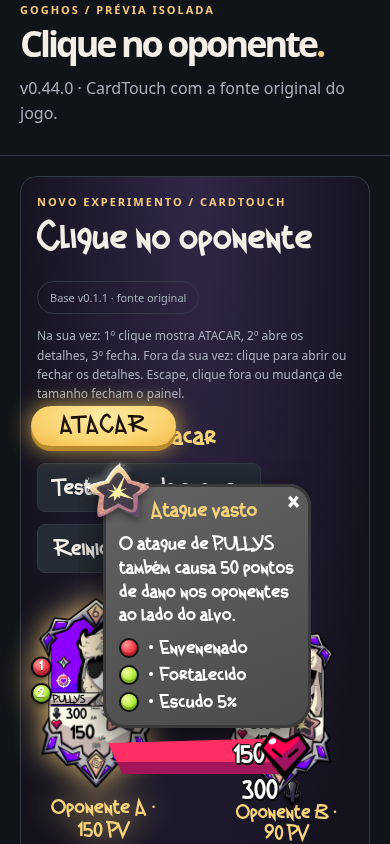 GOGHOS / PRÉVIA ISOLADA
Clique no oponente.
v0.44.0 · CardTouch com a fonte original do
jogo.
NOVO EXPERIMENTO / CARDTOUCH
Clique no oponente
Base v0.1.1 · fonte original
Na sua vez: 1º clique mostra ATACAR, 2º abre os
detalhes, 3º fecha. Fora da sua vez: clique para abrir ou
fechar os detalhes. Escape, clique fora ou mudança de
tamanho fecham o painel.
ATACAR
acar
Test
×
Ataque vasto
Reini
O ataque de P.ULLYS
também causa 50 pontos
de dano nos oponentes
ao lado do alvo.
• Envenenado
• Fortalecido
• Escudo 5%
1
2
PULLYS
300
150
150
300
Oponente A ·
150 PV
Oponente B ·
90 PV